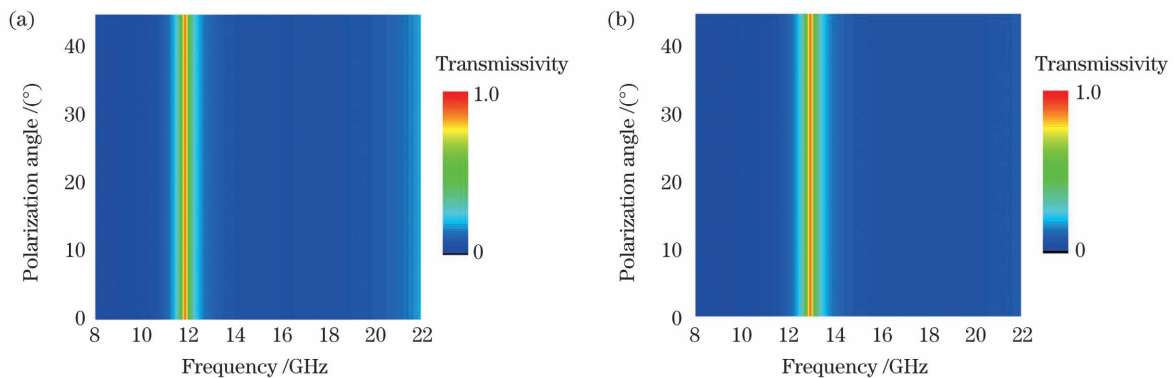 (a)
40
30
20
10
0
Polarization angle /(°)
8 10 12 14 16 18 20 22
Frequency /GHz
Transmissivity
1.0
0
(b)
40
30
20
10
0
Polarization angle /(°)
8 10 12 14 16 18 20 22
Frequency /GHz
Transmissivity
1.0
0